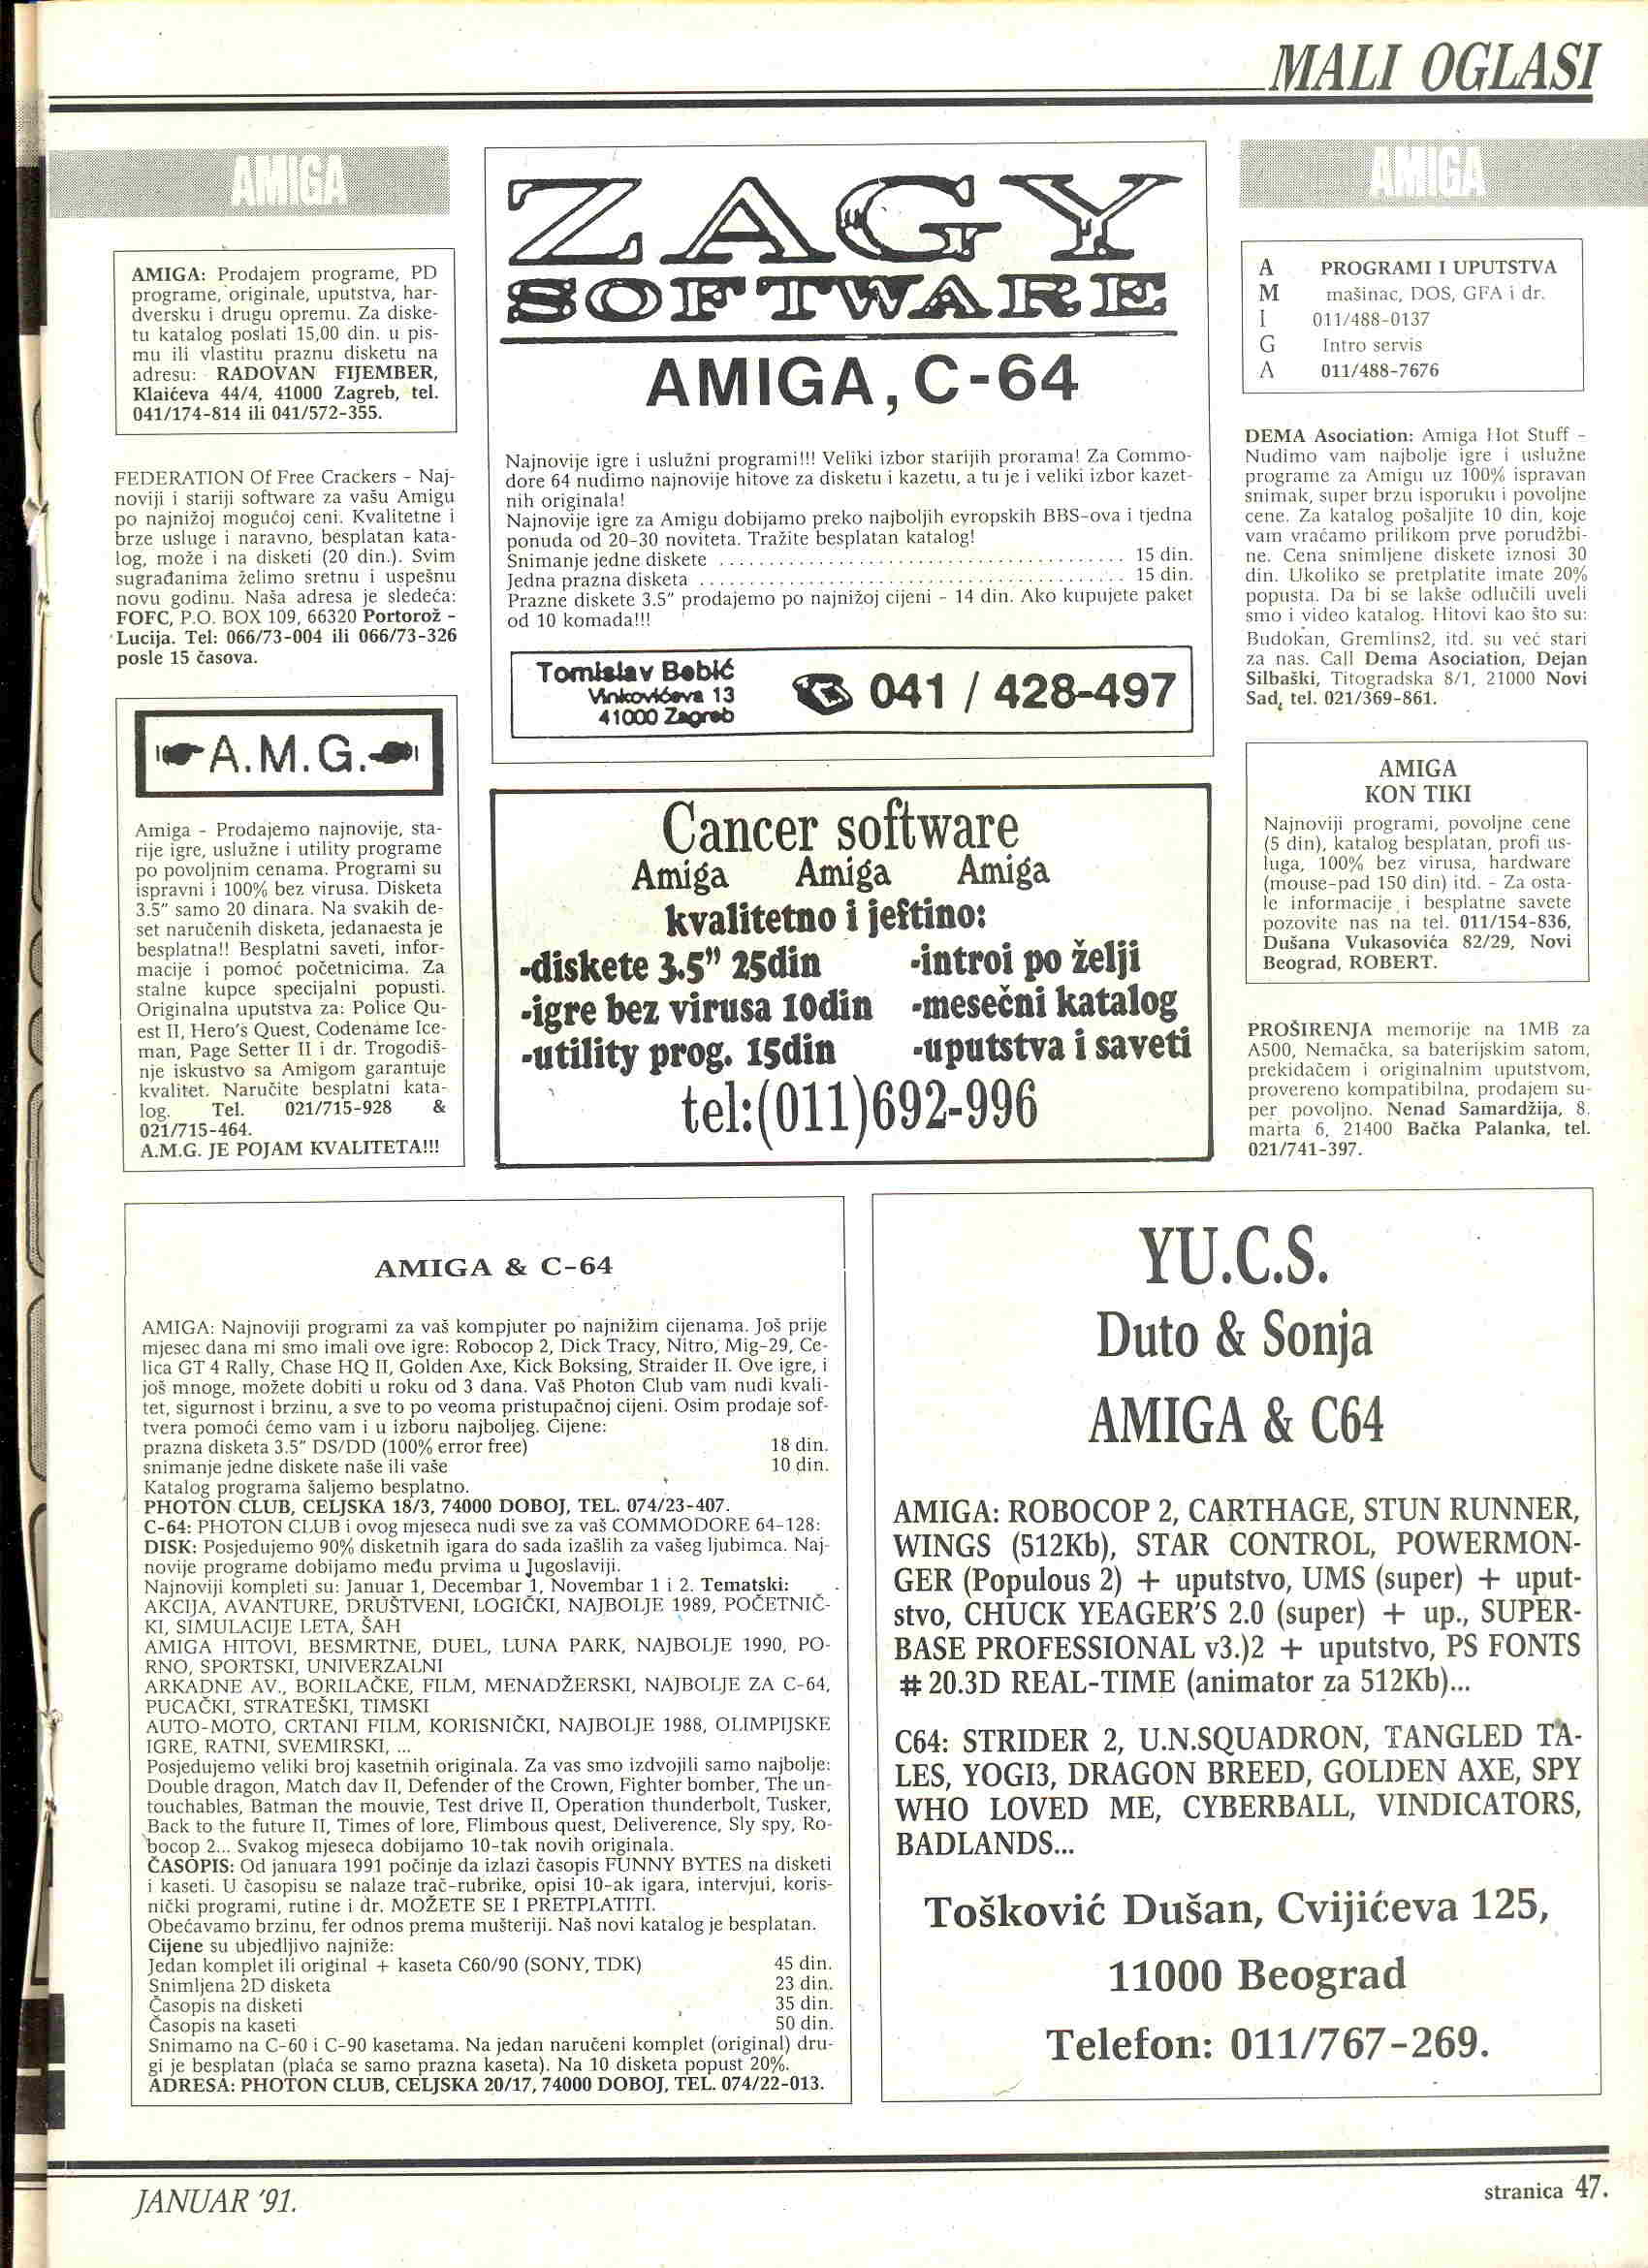 MALI OGLASI
AMIGA
AMIGA: Prodajem programe, PD
programe, originale, uputstva, har-
dversku i drugu opremu. Za diske-
tu katalog poslati 15,00 din. u pis-
mu ili vlastitu praznu disketu na
adresu: RADOVAN FIJEMBER,
Klaićeva 44/4, 41000 Zagreb, tel.
041/174-814 ili 041/572-355.
FEDERATION Of Free Crackers - Naj-
noviji i stariji software za vašu Amigu
po najnižoj mogućoj ceni. Kvalitetne i
brze usluge i naravno, besplatan kata-
log, može i na disketi (20 din.). Svim
sugrađanima želimo sretnu i uspešnu
novu godinu. Naša adresa je sledeća:
FOFC, P.O. BOX 109, 66320 Portorož -
Lucija. Tel: 066/73-004 ili 066/73-326
posle 15 časova.
A.M.G.
Amiga - Prodajemo najnovije, sta-
rije igre, uslužne i utility programe
po povoljnim cenama. Programi su
ispravni i 100% bez virusa. Disketa
3.5" samo 20 dinara. Na svakih de-
set naručenih disketa, jedanaesta je
besplatna!! Besplatni saveti, infor-
macije i pomoć početnicima. Za
stalne kupce specijalni popusti.
Originalna uputstva za: Police Qu-
est II, Hero's Quest, Codename Ice-
man, Page Setter II i dr. Trogodiš-
nje iskustvo sa Amigom garantuje
kvalitet. Naručite besplatni kata-
log. Tel. 021/715-928 &
021/715-464.
A.M.G. JE POJAM KVALITETA!!!
ZAGY
SOFTWARE
AMIGA, C-64
Najnovije igre i uslužni programi!!! Veliki izbor starijih prorama! Za Commo-
dore 64 nudimo najnovije hitove za disketu i kazetu, a tu je i veliki izbor kazet-
nih originala!
Najnovije igre za Amigu dobijamo preko najboljih evropskih BBS-ova i tjedna
ponuda od 20-30 noviteta. Tražite besplatan katalog!
Snimanje jedne diskete ........................................ 15 din.
Jedna prazna disketa .......................................... 15 din.
Prazne diskete 3.5" prodajemo po najnižoj cijeni - 14 din. Ako kupujete paket
od 10 komada!!!
Tomislav Bebić
Vinkovićeva 13
41000 Zagreb
041 / 428-497
Cancer software
Amiga Amiga Amiga
kvalitetno i jeftino:
-diskete 3.5" 25din -introi po želji
-igre bez virusa 10din -mesečni katalog
-utility prog. 15din -uputstva i saveti
tel:(011)692-996
AMIGA
A PROGRAMI I UPUTSTVA
M mašinac, DOS, GFA i dr.
I 011/488-0137
G Intro servis
A 011/488-7676
DEMA Asociation: Amiga Hot Stuff -
Nudimo vam najbolje igre i uslužne
programe za Amigu uz 100% ispravan
snimak, super brzu isporuku i povoljne
cene. Za katalog pošaljite 10 din, koje
vam vraćamo prilikom prve porudžbi-
ne. Cena snimljene diskete iznosi 30
din. Ukoliko se pretplatite imate 20%
popusta. Da bi se lakše odlučili uveli
smo i video katalog. Hitovi kao što su:
Budokan, Gremlins2, itd. su već stari
za nas. Call Dema Asociation, Dejan
Silbaški, Titogradska 8/1, 21000 Novi
Sad, tel. 021/369-861.
AMIGA
KON TIKI
Najnoviji programi, povoljne cene
(5 din), katalog besplatan, profi us-
luga, 100% bez virusa, hardware
(mouse-pad 150 din) itd. - Za osta-
le informacije i besplatne savete
pozovite nas na tel. 011/154-836,
Dušana Vukasovića 82/29, Novi
Beograd, ROBERT.
PROŠIRENJA memorije na 1MB za
A500, Nemačka, sa baterijskim satom,
prekidačem i originalnim uputstvom,
provereno kompatibilna, prodajem su-
per povoljno. Nenad Samardžija, 8.
marta 6, 21400 Bačka Palanka, tel.
021/741-397.
AMIGA & C-64
AMIGA: Najnoviji programi za vaš kompjuter po najnižim cijenama. Još prije
mjesec dana mi smo imali ove igre: Robocop 2, Dick Tracy, Nitro, Mig-29, Ce-
lica GT 4 Rally, Chase HQ II, Golden Axe, Kick Boksing, Straider II. Ove igre, i
još mnoge, možete dobiti u roku od 3 dana. Vaš Photon Club vam nudi kvali-
tet, sigurnost i brzinu, a sve to po veoma pristupačnoj cijeni. Osim prodaje sof-
tvera pomoći ćemo vam i u izboru najboljeg. Cijene:
prazna disketa 3.5" DS/DD (100% error free) 18 din.
snimanje jedne diskete naše ili vaše 10 din.
Katalog programa šaljemo besplatno.
PHOTON CLUB, CELJSKA 18/3, 74000 DOBOJ, TEL. 074/23-407.
C-64: PHOTON CLUB i ovog mjeseca nudi sve za vaš COMMODORE 64-128:
DISK: Posjedujemo 90% disketnih igara do sada izašlih za vašeg ljubimca. Naj-
novije programe dobijamo među prvima u Jugoslaviji.
Najnoviji kompleti su: Januar 1, Decembar 1, Novembar 1 i 2. Tematski:
AKCIJA, AVANTURE, DRUŠTVENI, LOGIČKI, NAJBOLJE 1989, POČETNIČ-
KI, SIMULACIJE LETA, ŠAH
AMIGA HITOVI, BESMRTNE, DUEL, LUNA PARK, NAJBOLJE 1990, PO-
RNO, SPORTSKI, UNIVERZALNI
ARKADNE AV., BORILAČKE, FILM, MENADŽERSKI, NAJBOLJE ZA C-64,
PUCAČKI, STRATEŠKI, TIMSKI
AUTO-MOTO, CRTANI FILM, KORISNIČKI, NAJBOLJE 1988, OLIMPIJSKE
IGRE, RATNI, SVEMIRSKI, ...
Posjedujemo veliki broj kasetnih originala. Za vas smo izdvojili samo najbolje:
Double dragon, Match dav II, Defender of the Crown, Fighter bomber, The un-
touchables, Batman the mouvie, Test drive II, Operation thunderbolt, Tusker,
Back to the future II, Times of lore, Flimbous quest, Deliverence, Sly spy, Ro-
bocop 2... Svakog mjeseca dobijamo 10-tak novih originala.
ČASOPIS: Od januara 1991 počinje da izlazi časopis FUNNY BYTES na disketi
i kaseti. U časopisu se nalaze trač-rubrike, opisi 10-ak igara, intervjui, koris-
nički programi, rutine i dr. MOŽETE SE I PRETPLATITI.
Obećavamo brzinu, fer odnos prema mušteriji. Naš novi katalog je besplatan.
Cijene su ubjedljivo najniže:
Jedan komplet ili original + kaseta C60/90 (SONY, TDK) 45 din.
Snimljena 2D disketa 23 din.
Časopis na disketi 35 din.
Časopis na kaseti 50 din.
Snimamo na C-60 i C-90 kasetama. Na jedan naručeni komplet (original) dru-
gi je besplatan (plaća se samo prazna kaseta). Na 10 disketa popust 20%.
ADRESA: PHOTON CLUB, CELJSKA 20/17, 74000 DOBOJ, TEL. 074/22-013.
YU.C.S.
Duto & Sonja
AMIGA & C64
AMIGA: ROBOCOP 2, CARTHAGE, STUN RUNNER,
WINGS (512Kb), STAR CONTROL, POWERMON-
GER (Populous 2) + uputstvo, UMS (super) + uput-
stvo, CHUCK YEAGER'S 2.0 (super) + up., SUPER-
BASE PROFESSIONAL v3.)2 + uputstvo, PS FONTS
# 20.3D REAL-TIME (animator za 512Kb)...
C64: STRIDER 2, U.N.SQUADRON, TANGLED TA-
LES, YOGI3, DRAGON BREED, GOLDEN AXE, SPY
WHO LOVED ME, CYBERBALL, VINDICATORS,
BADLANDS...
Tošković Dušan, Cvijićeva 125,
11000 Beograd
Telefon: 011/767-269.
JANUAR '91.
stranica 47.